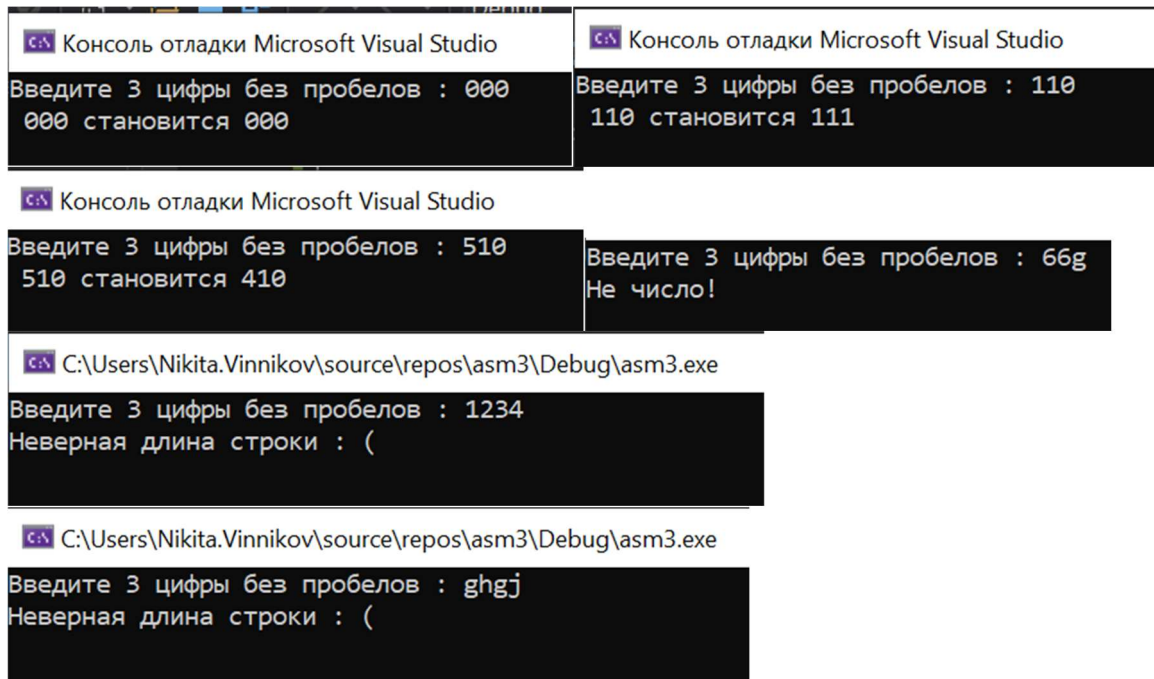 Debug
Консоль отладки Microsoft Visual Studio
Введите 3 цифры без пробелов : 000
000 становится 000
Консоль отладки Microsoft Visual Studio
Введите 3 цифры без пробелов : 110
110 становится 111
Консоль отладки Microsoft Visual Studio
Введите 3 цифры без пробелов : 510
510 становится 410
Введите 3 цифры без пробелов : 66g
Не число!
C:\Users\Nikita.Vinnikov\source\repos\asm3\Debug\asm3.exe
Введите 3 цифры без пробелов : 1234
Неверная длина строки : (
C:\Users\Nikita.Vinnikov\source\repos\asm3\Debug\asm3.exe
Введите 3 цифры без пробелов : ghgj
Неверная длина строки : (